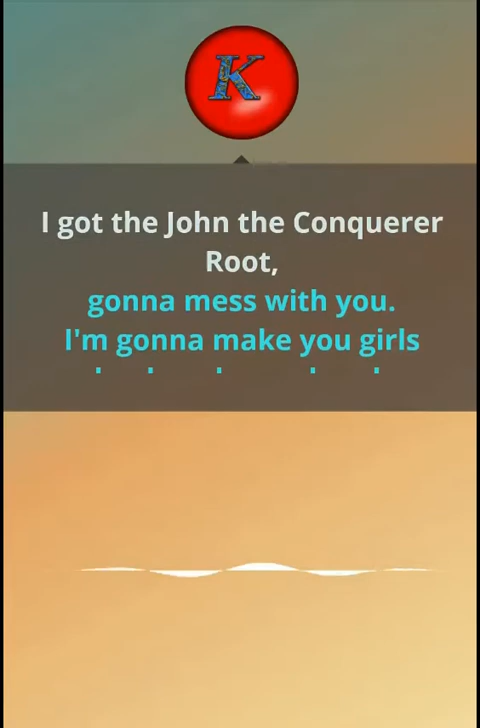 K
I got the John the Conquerer
Root,
gonna mess with you.
I'm gonna make you girls